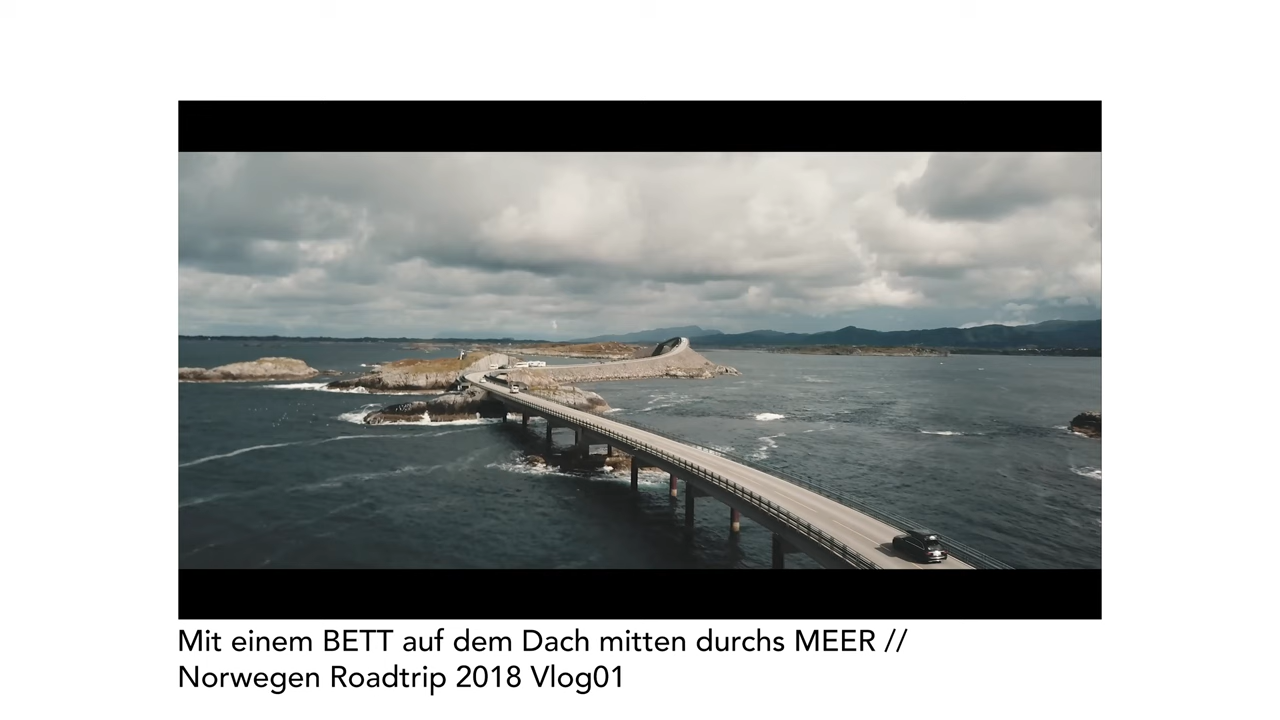 Mit einem BETT auf dem Dach mitten durchs MEER //
Norwegen Roadtrip 2018 Vlog01